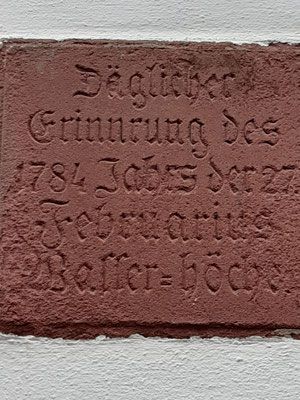 Däglicher
Erinnrung des
1784 Jahrs der 27
Februarius
Wasser=höche